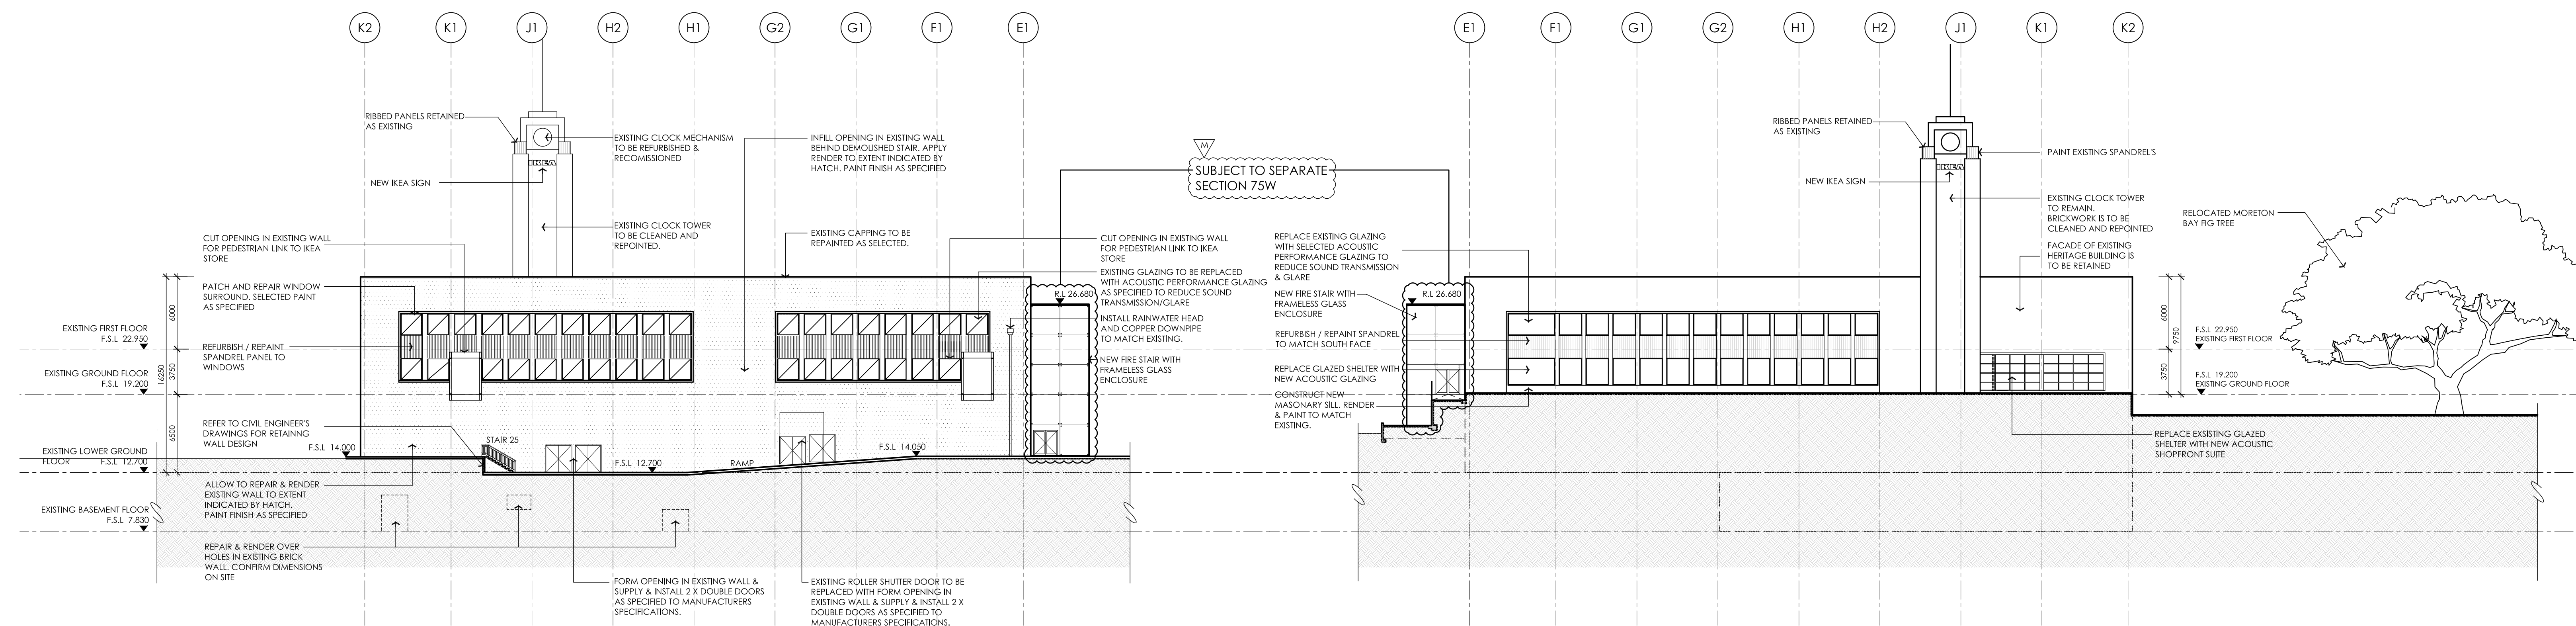 K2
K1
J1
H2
H1
G2
G1
F1
E1
RIBBED PANELS RETAINED
AS EXISTING
EXISTING CLOCK MECHANISM
TO BE REFURBISHED &
RECOMISSIONED
INFILL OPENING IN EXISTING WALL
BEHIND DEMOLISHED STAIR. APPLY
RENDER TO EXTENT INDICATED BY
HATCH. PAINT FINISH AS SPECIFIED
IKEA
NEW IKEA SIGN
EXISTING CLOCK TOWER
TO BE CLEANED AND
REPOINTED.
EXISTING CAPPING TO BE
REPAINTED AS SELECTED.
CUT OPENING IN EXISTING WALL
FOR PEDESTRIAN LINK TO IKEA
STORE
CUT OPENING IN EXISTING WALL
FOR PEDESTRIAN LINK TO IKEA
STORE
EXISTING GLAZING TO BE REPLACED
WITH ACOUSTIC PERFORMANCE GLAZING
AS SPECIFIED TO REDUCE SOUND
TRANSMISSION/GLARE
PATCH AND REPAIR WINDOW
SURROUND. SELECTED PAINT
AS SPECIFIED
R.L 26.680
INSTALL RAINWATER HEAD
AND COPPER DOWNPIPE
TO MATCH EXISTING.
EXISTING FIRST FLOOR
F.S.L 22.950
REFURBISH / REPAINT
SPANDREL PANEL TO
WINDOWS
NEW FIRE STAIR WITH
FRAMELESS GLASS
ENCLOSURE
EXISTING GROUND FLOOR
F.S.L 19.200
16250
6000
3750
6500
REFER TO CIVIL ENGINEER'S
DRAWINGS FOR RETAINNG
WALL DESIGN
STAIR 25
F.S.L 14.000
F.S.L 12.700
RAMP
F.S.L 14.050
EXISTING LOWER GROUND
FLOOR F.S.L 12.700
ALLOW TO REPAIR & RENDER
EXISTING WALL TO EXTENT
INDICATED BY HATCH.
PAINT FINISH AS SPECIFIED
EXISTING BASEMENT FLOOR
F.S.L 7.830
REPAIR & RENDER OVER
HOLES IN EXISTING BRICK
WALL. CONFIRM DIMENSIONS
ON SITE
FORM OPENING IN EXISTING WALL &
SUPPLY & INSTALL 2 X DOUBLE DOORS
AS SPECIFIED TO MANUFACTURERS
SPECIFICATIONS.
EXISTING ROLLER SHUTTER DOOR TO BE
REPLACED WITH FORM OPENING IN
EXISTING WALL & SUPPLY & INSTALL 2 X
DOUBLE DOORS AS SPECIFIED TO
MANUFACTURERS SPECIFICATIONS.
M
SUBJECT TO SEPARATE
SECTION 75W
E1
F1
G1
G2
H1
H2
J1
K1
K2
RIBBED PANELS RETAINED
AS EXISTING
PAINT EXISTING SPANDREL'S
IKEA
NEW IKEA SIGN
EXISTING CLOCK TOWER
TO REMAIN.
BRICKWORK IS TO BE
CLEANED AND REPOINTED
FACADE OF EXISTING
HERITAGE BUILDING IS
TO BE RETAINED
RELOCATED MORETON
BAY FIG TREE
REPLACE EXISTING GLAZING
WITH SELECTED ACOUSTIC
PERFORMANCE GLAZING TO
REDUCE SOUND TRANSMISSION
& GLARE
NEW FIRE STAIR WITH
FRAMELESS GLASS
ENCLOSURE
R.L 26.680
REFURBISH / REPAINT SPANDREL
TO MATCH SOUTH FACE
REPLACE GLAZED SHELTER WITH
NEW ACOUSTIC GLAZING
CONSTRUCT NEW
MASONARY SILL. RENDER
& PAINT TO MATCH
EXISTING.
6000
9750
3750
F.S.L 22.950
EXISTING FIRST FLOOR
F.S.L 19.200
EXISTING GROUND FLOOR
REPLACE EXSISTING GLAZED
SHELTER WITH NEW ACOUSTIC
SHOPFRONT SUITE